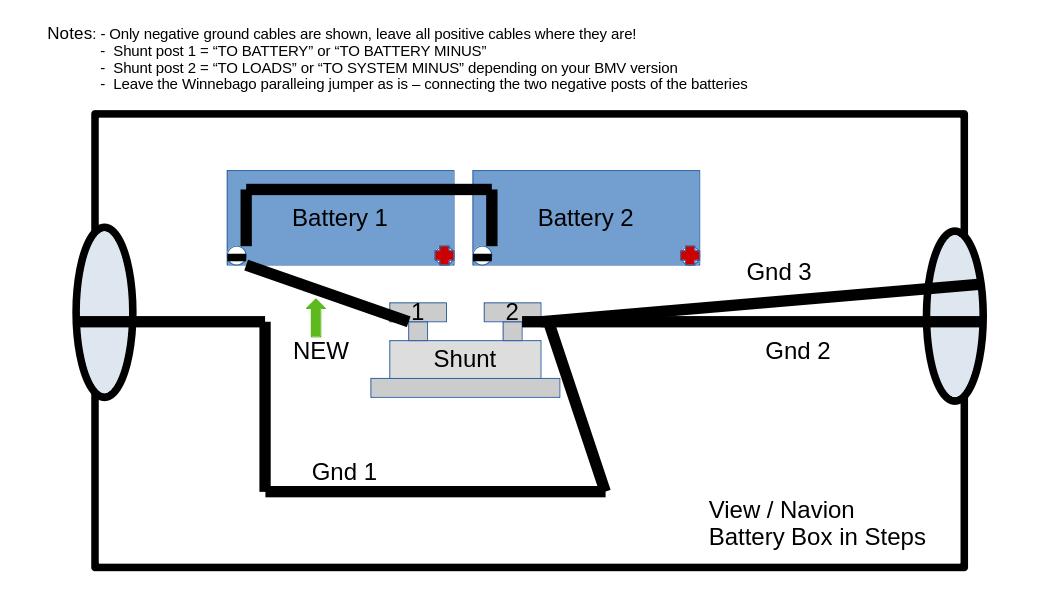 Notes: - Only negative ground cables are shown, leave all positive cables where they are!
- Shunt post 1 = “TO BATTERY” or “TO BATTERY MINUS”
- Shunt post 2 = “TO LOADS” or “TO SYSTEM MINUS” depending on your BMV version
- Leave the Winnebago paralleing jumper as is – connecting the two negative posts of the batteries
Battery 1
Battery 2
Gnd 3
1
2
NEW
Shunt
Gnd 2
Gnd 1
View / Navion
Battery Box in Steps